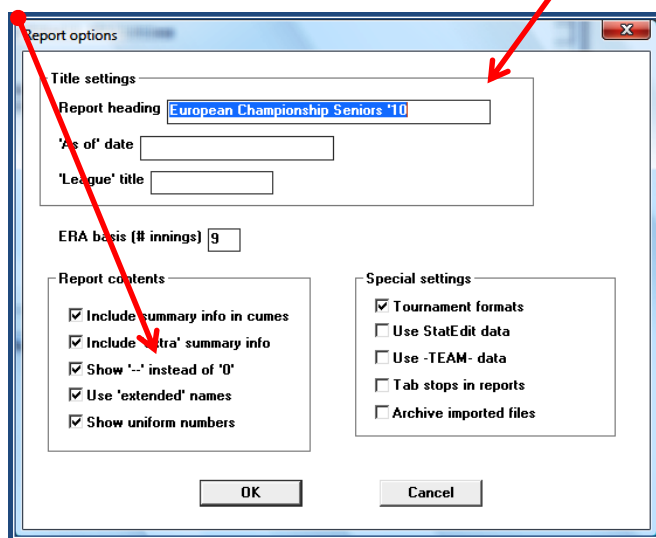 Report options
Title settings
Report heading European Championship Seniors '10
'As of' date
'League' title
ERA basis (# innings) 9
Report contents
Include summary info in cumes
Include 'extra' summary info
Show '--' instead of '0'
Use 'extended' names
Show uniform numbers
Special settings
Tournament formats
Use StatEdit data
Use -TEAM- data
Tab stops in reports
Archive imported files
OK
Cancel